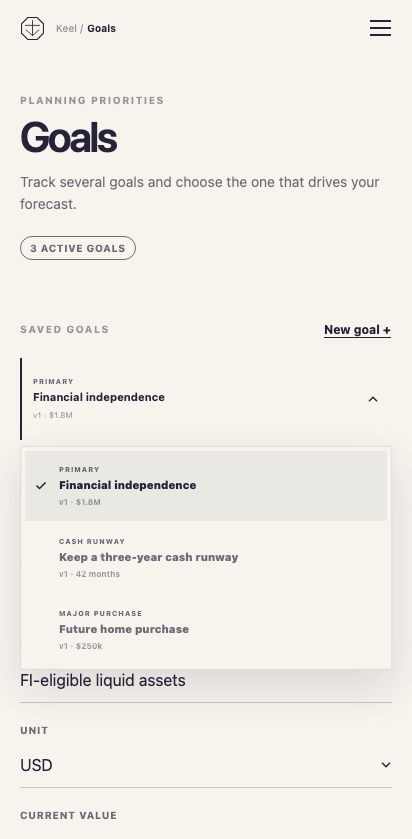 Keel / Goals
PLANNING PRIORITIES
Goals
Track several goals and choose the one that drives your
forecast.
3 ACTIVE GOALS
SAVED GOALS
New goal +
PRIMARY
Financial independence
v1 · $1.8M
PRIMARY
Financial independence
v1 · $1.8M
CASH RUNWAY
Keep a three-year cash runway
v1 · 42 months
MAJOR PURCHASE
Future home purchase
v1 · $250k
FI-eligible liquid assets
UNIT
USD
CURRENT VALUE